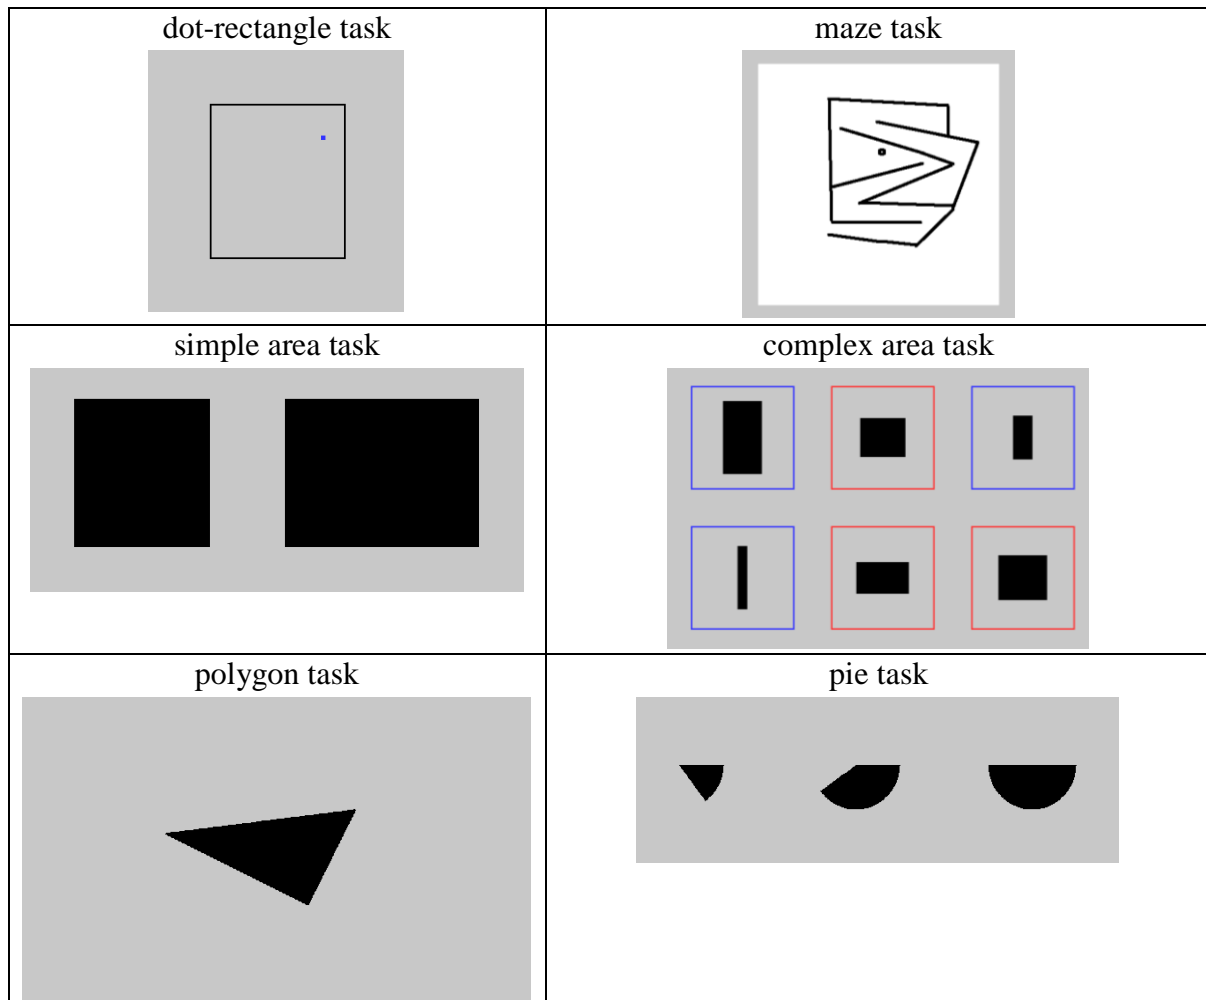 dot-rectangle task
maze task
simple area task
complex area task
polygon task
pie task